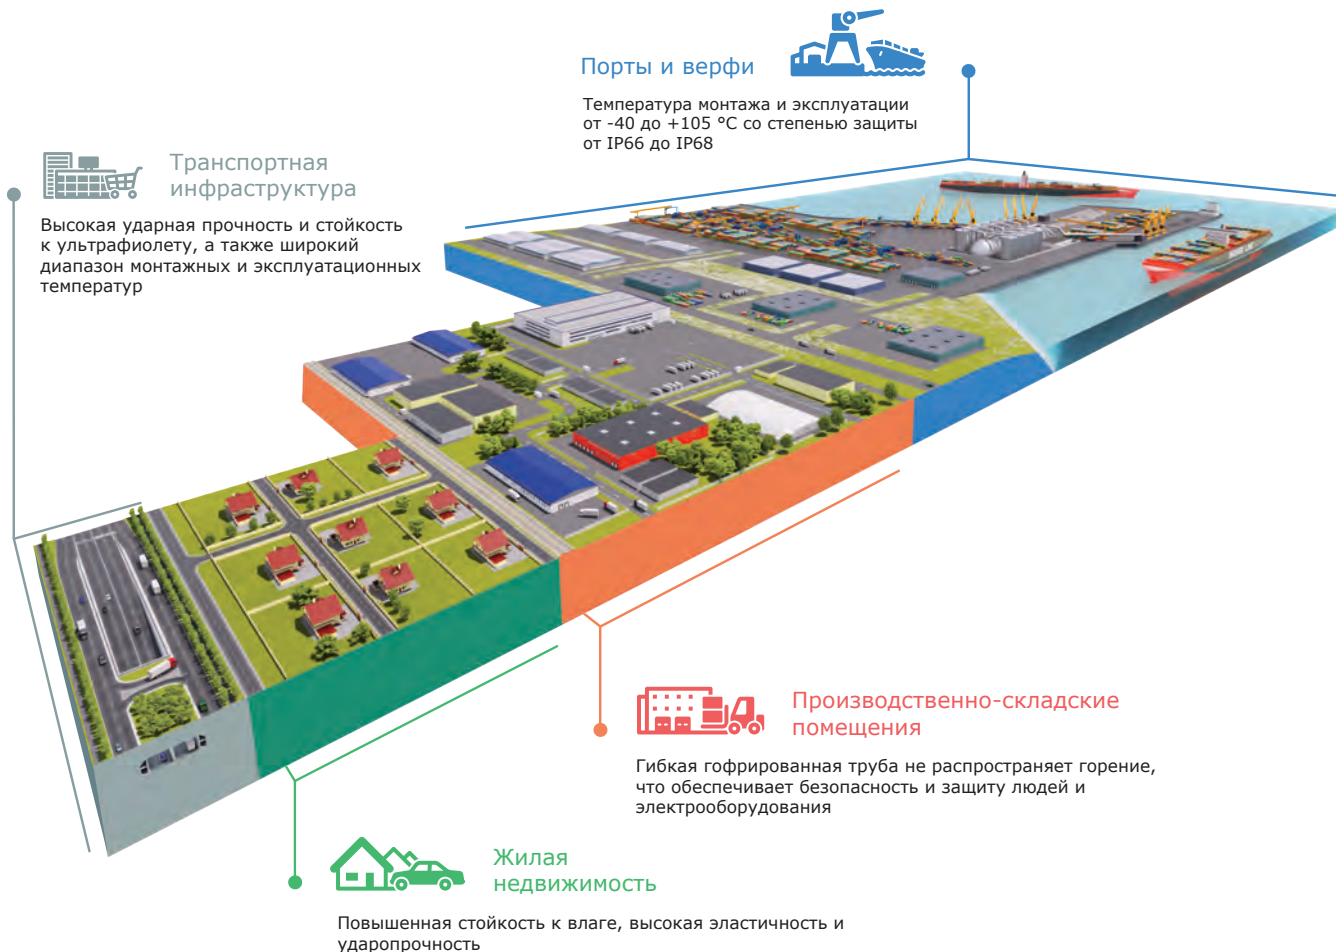 Порты и верфи
Температура монтажа и эксплуатации
от -40 до +105 °C со степенью защиты
от IP66 до IP68
Транспортная
инфраструктура
Высокая ударная прочность и стойкость
к ультрафиолету, а также широкий
диапазон монтажных и эксплуатационных
температур
Производственно-складские
помещения
Гибкая гофрированная труба не распространяет горение,
что обеспечивает безопасность и защиту людей и
электрооборудования
Жилая
недвижимость
Повышенная стойкость к влаге, высокая эластичность и
ударопрочность